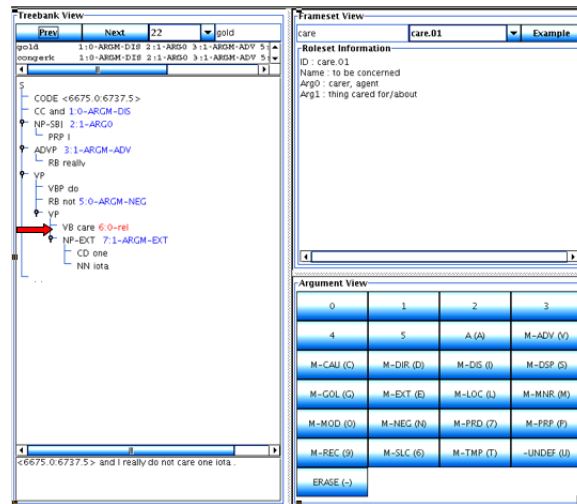 Treebank View
Prev Next 22 gold
gold 1:0-ARGM-DIS 2:1-ARG0 3:1-ARGM-ADV 5:
congerk 1:0-ARGM-DIS 2:1-ARG0 3:1-ARGM-ADV 5:
S
CODE <6675.0:6737.5>
CC and 1:0-ARGM-DIS
NP-SBJ 2:1-ARG0
PRP I
ADVP 3:1-ARGM-ADV
RB really
VP
VBP do
RB not 5:0-ARGM-NEG
VP
VB care 6:0-rel
NP-EXT 7:1-ARGM-EXT
CD one
NN iota
. .
<6675.0:6737.5> and I really do not care one iota .
Frameset View
care care.01 Example
Roleset Information
ID : care.01
Name : to be concerned
Arg0 : carer, agent
Arg1 : thing cared for/about
Argument View
0 1 2 3
4 5 A (A) M-ADV (V)
M-CAU (C) M-DIR (D) M-DIS (I) M-DSP (S)
M-GOL (G) M-EXT (E) M-LOC (L) M-MNR (M)
M-MOD (O) M-NEG (N) M-PRD (7) M-PRP (P)
M-REC (9) M-SLC (6) M-TMP (T) -UNDEF (U)
ERASE (-)